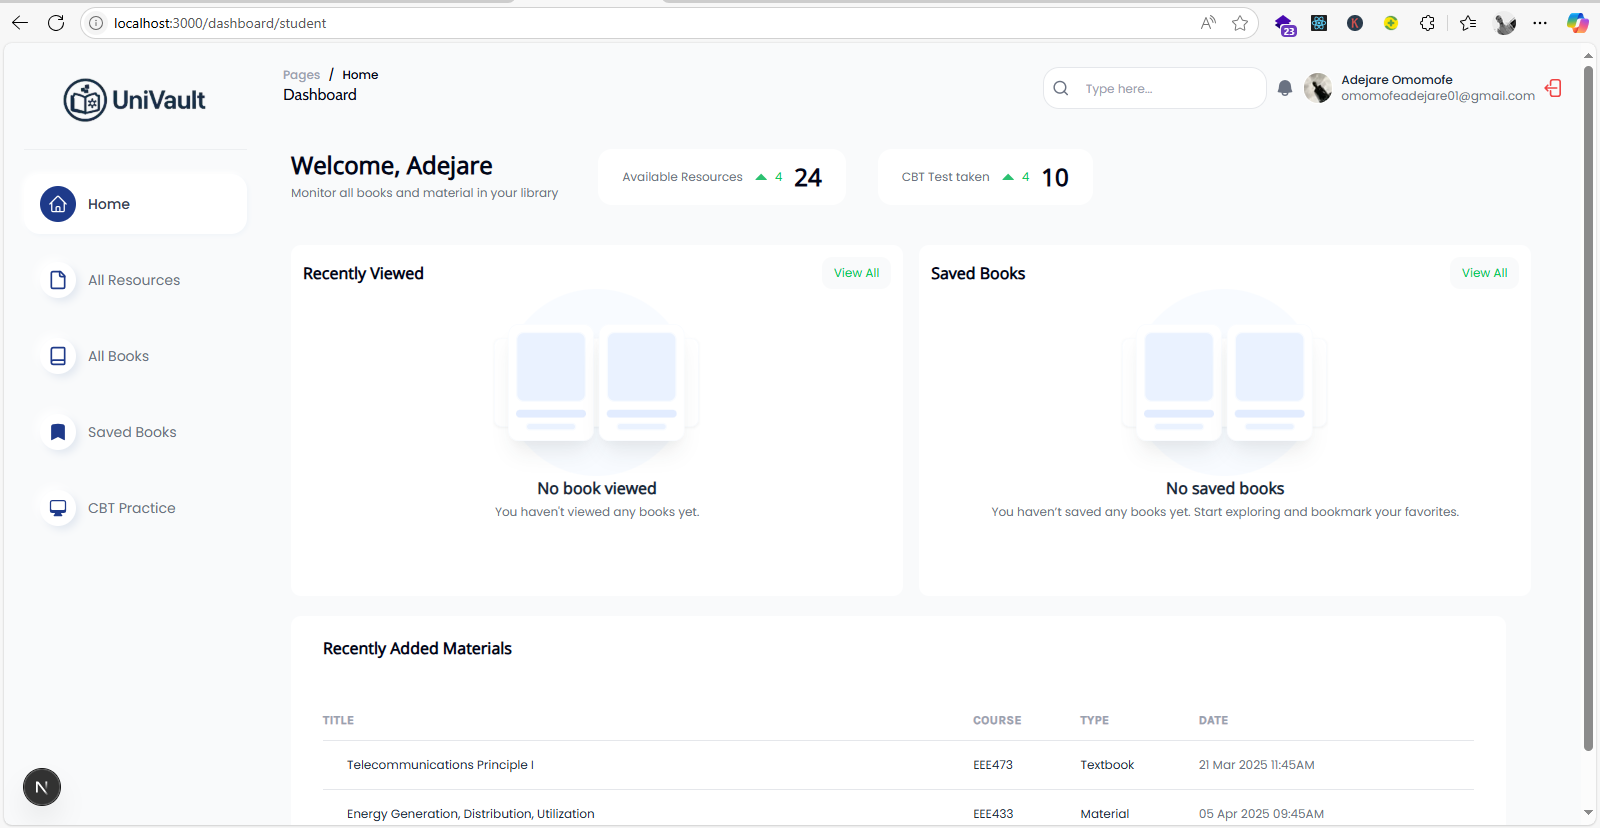 localhost:3000/dashboard/student
23
K
UniVault
Pages / Home
Dashboard
Type here...
Adejare Omomofe
omomofeadejare01@gmail.com
Welcome, Adejare
Monitor all books and material in your library
Available Resources 4 24
CBT Test taken 4 10
Home
All Resources
All Books
Saved Books
CBT Practice
Recently Viewed
View All
No book viewed
You haven't viewed any books yet.
Saved Books
View All
No saved books
You haven't saved any books yet. Start exploring and bookmark your favorites.
Recently Added Materials
TITLE COURSE TYPE DATE
Telecommunications Principle I EEE473 Textbook 21 Mar 2025 11:45AM
Energy Generation, Distribution, Utilization EEE433 Material 05 Apr 2025 09:45AM
N